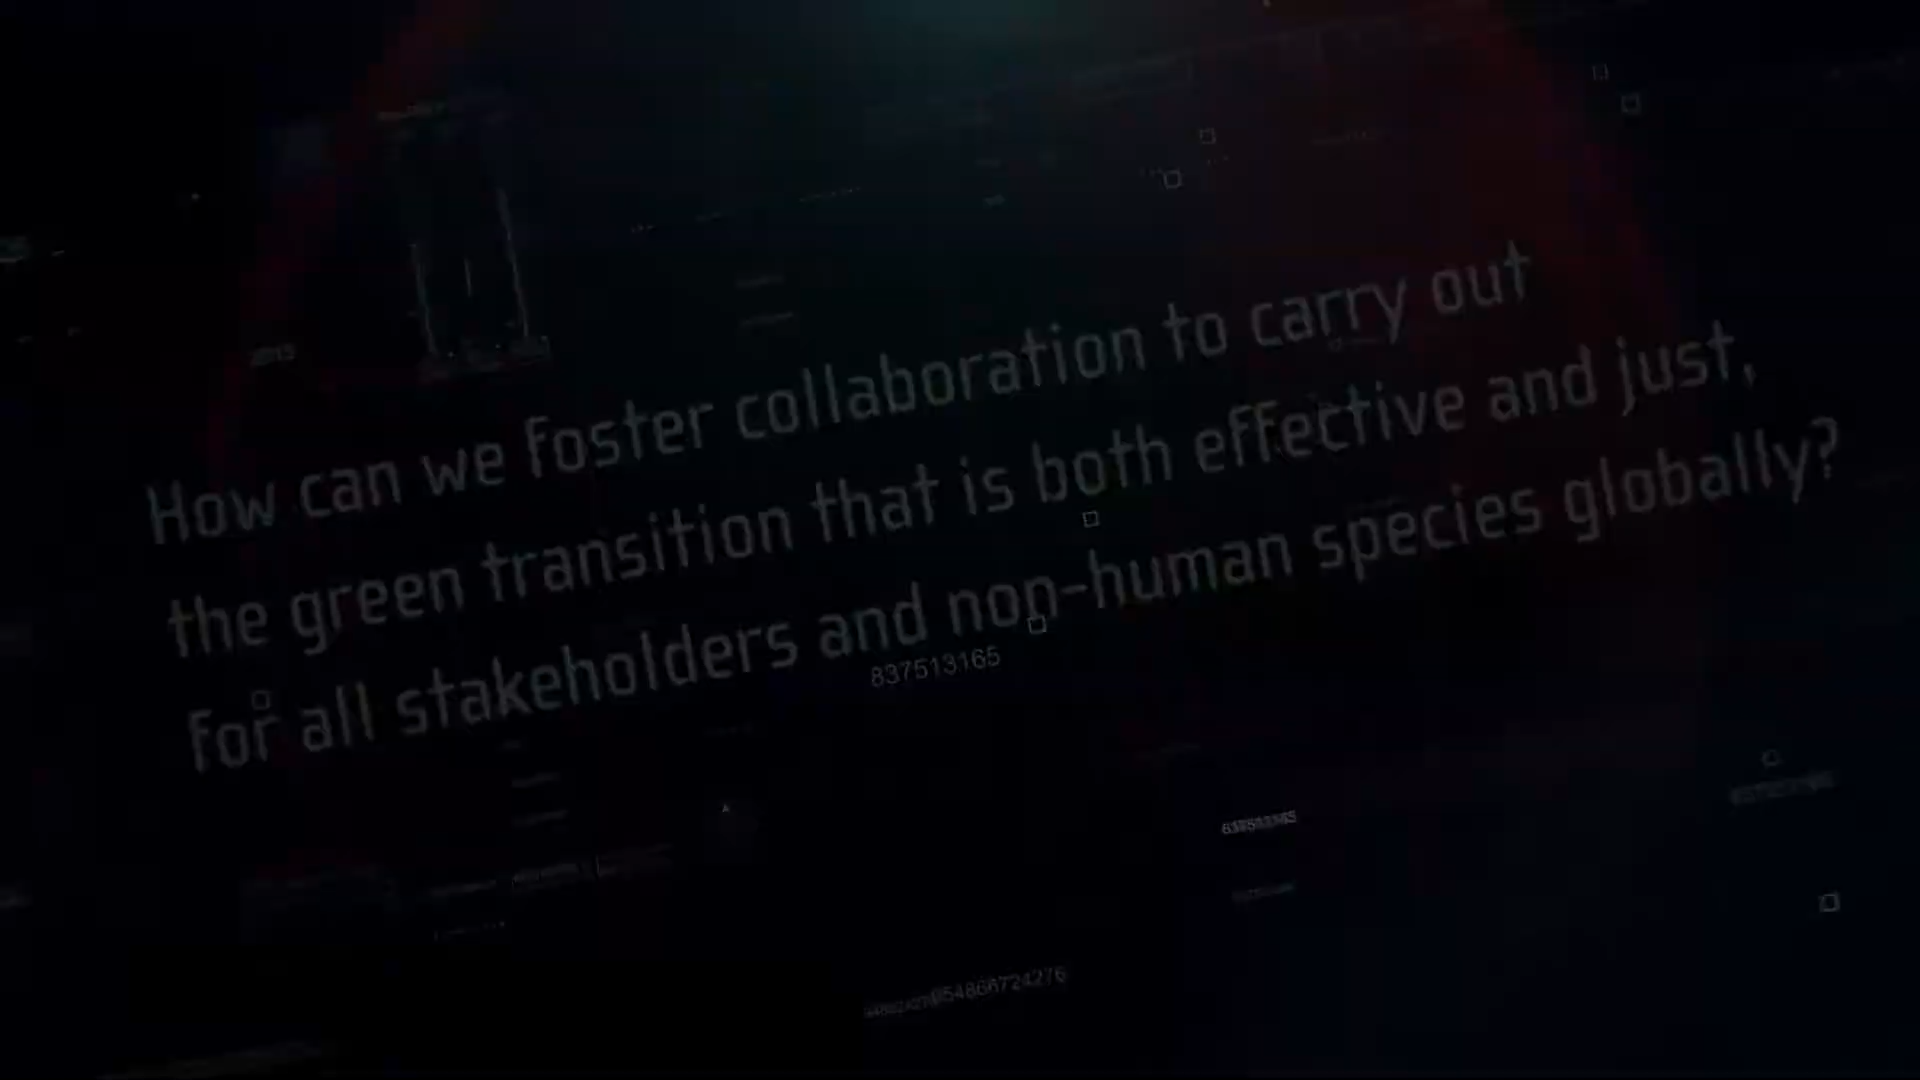 2013
How can we foster collaboration to carry out
the green transition that is both effective and just,
for all stakeholders and non-human species globally?
837513165